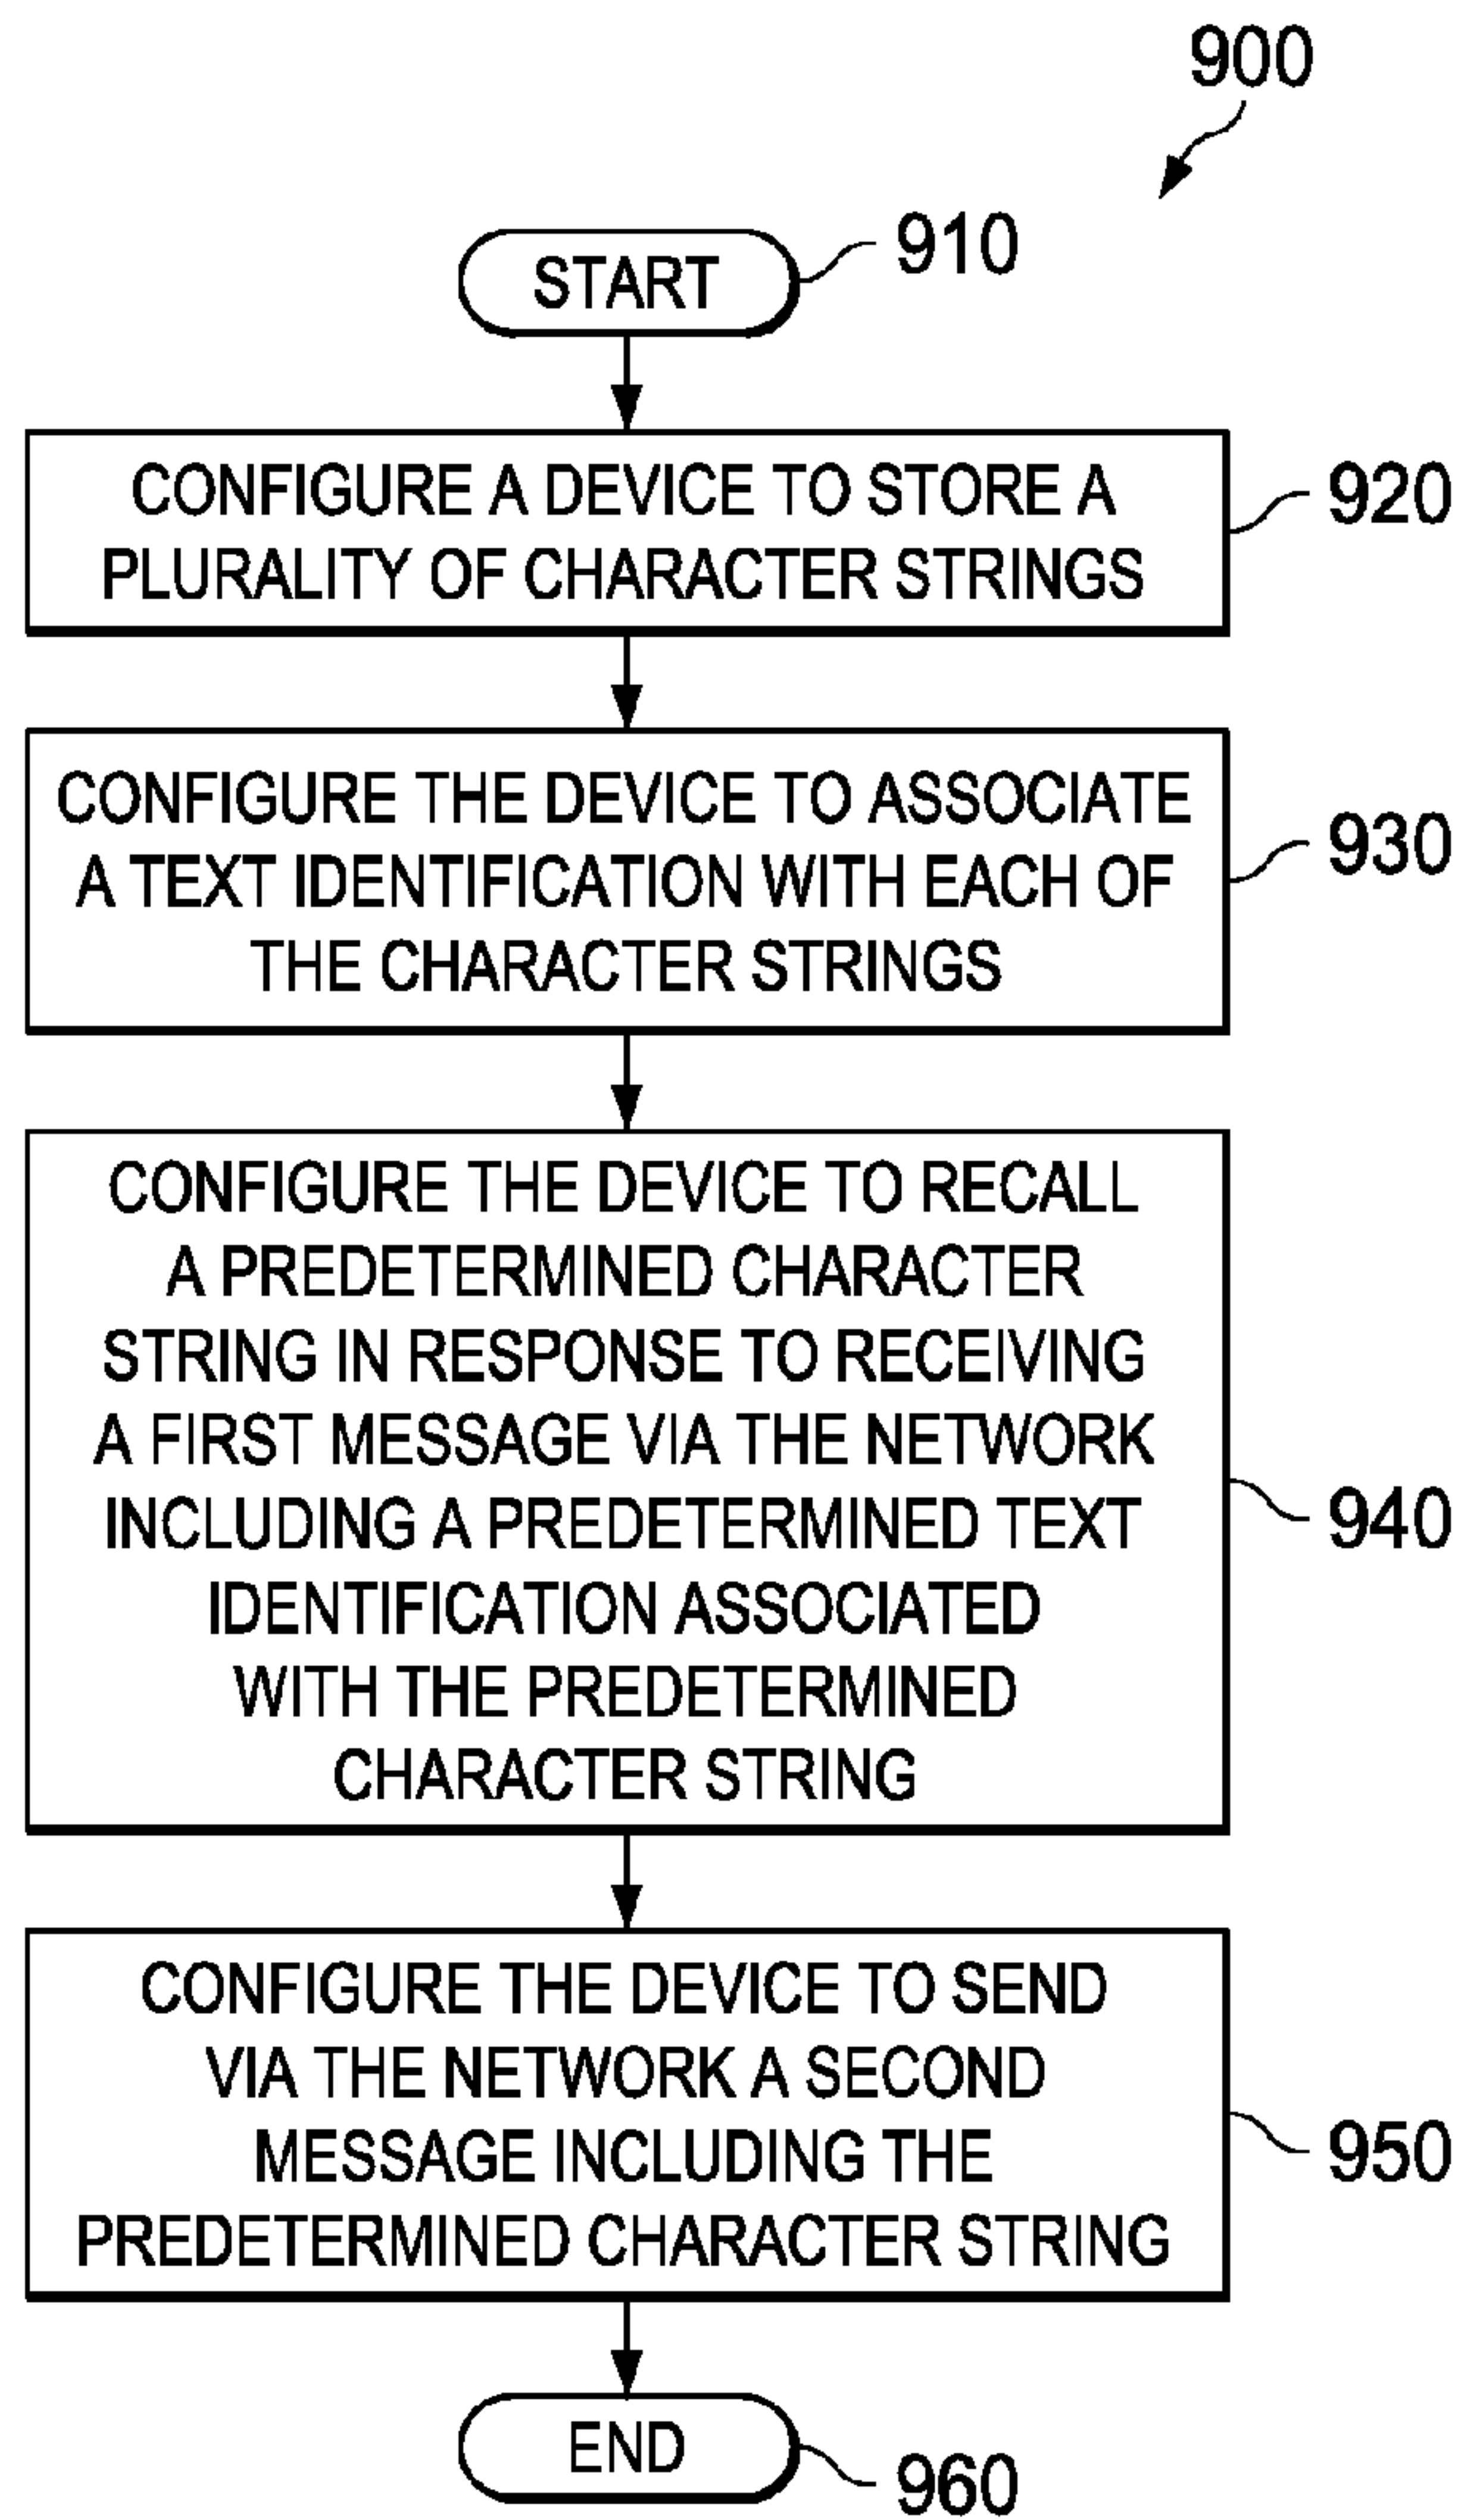 900
START
910
CONFIGURE A DEVICE TO STORE A
PLURALITY OF CHARACTER STRINGS
920
CONFIGURE THE DEVICE TO ASSOCIATE
A TEXT IDENTIFICATION WITH EACH OF
THE CHARACTER STRINGS
930
CONFIGURE THE DEVICE TO RECALL
A PREDETERMINED CHARACTER
STRING IN RESPONSE TO RECEIVING
A FIRST MESSAGE VIA THE NETWORK
INCLUDING A PREDETERMINED TEXT
IDENTIFICATION ASSOCIATED
WITH THE PREDETERMINED
CHARACTER STRING
940
CONFIGURE THE DEVICE TO SEND
VIA THE NETWORK A SECOND
MESSAGE INCLUDING THE
PREDETERMINED CHARACTER STRING
950
END
960